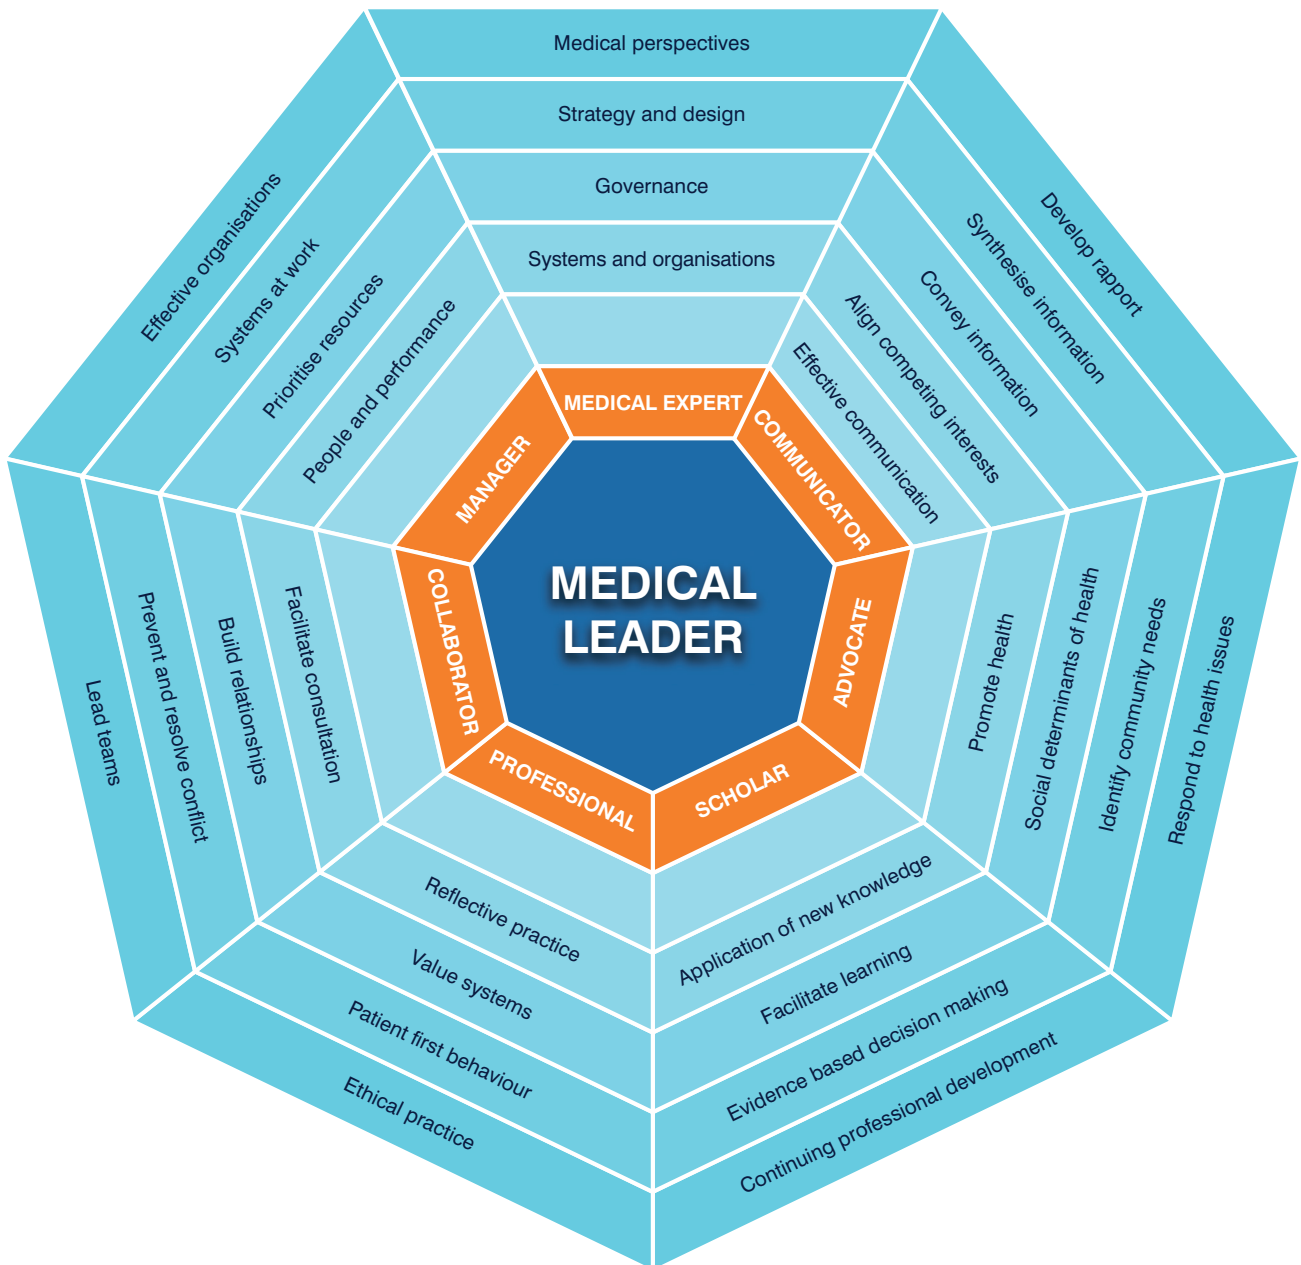 Medical perspectives
Strategy and design
Governance
Systems and organisations
MEDICAL EXPERT
Develop rapport
Synthesise information
Convey information
Align competing interests
Effective communication
COMMUNICATOR
Respond to health issues
Identify community needs
Social determinants of health
Promote health
ADVOCATE
SCHOLAR
Application of new knowledge
Facilitate learning
Evidence based decision making
Continuing professional development
PROFESSIONAL
Reflective practice
Value systems
Patient first behaviour
Ethical practice
Lead teams
Prevent and resolve conflict
Build relationships
Facilitate consultation
COLLABORATOR
Effective organisations
Systems at work
Prioritise resources
People and performance
MANAGER
MEDICAL
LEADER